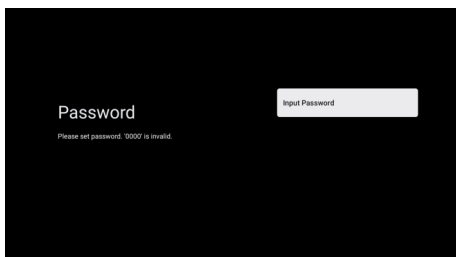 Password
Please set password. '0000' is invalid.
Input Password